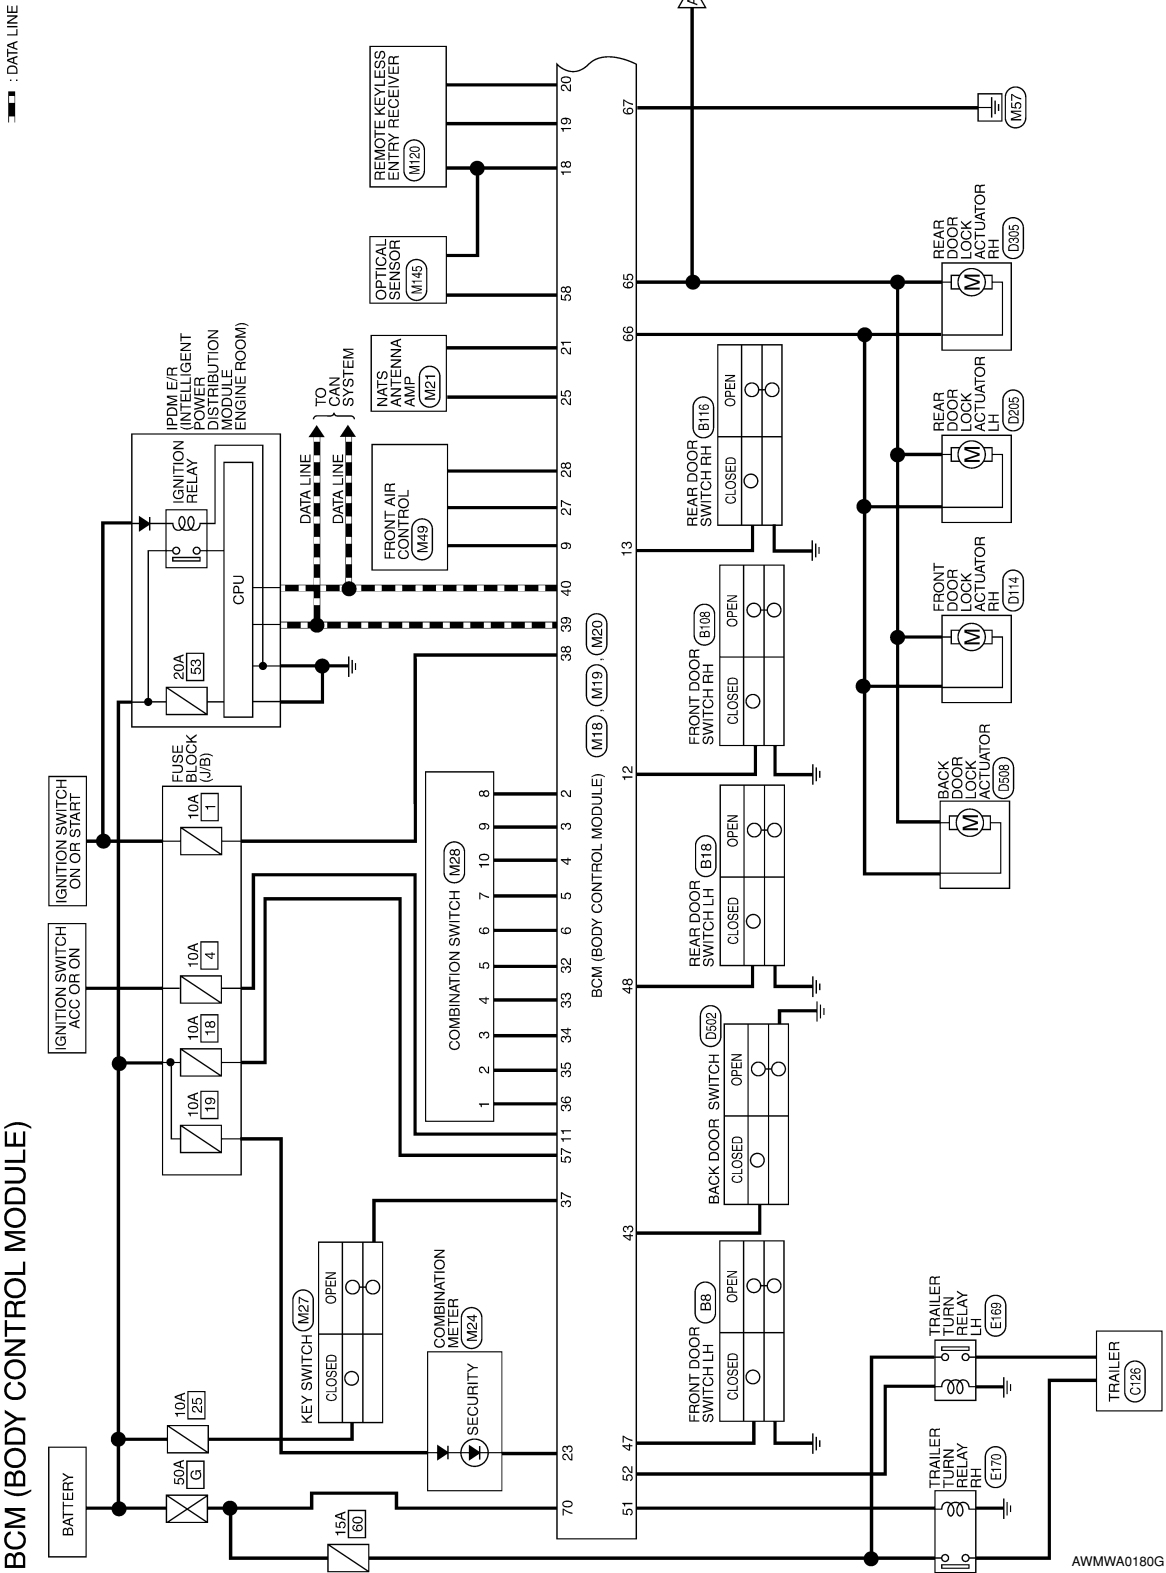 BCM (BODY CONTROL MODULE)
: DATA LINE
BATTERY
IGNITION SWITCH
ACC OR ON
IGNITION SWITCH
ON OR START
50A
G
10A
25
15A
60
10A
19
10A
18
10A
4
10A
1
FUSE
BLOCK
(J/B)
20A
53
IGNITION
RELAY
CPU
IPDM E/R
(INTELLIGENT
POWER
DISTRIBUTION
MODULE
ENGINE ROOM)
DATA LINE
DATA LINE
TO
CAN
SYSTEM
KEY SWITCH
M27
CLOSED
OPEN
COMBINATION
METER
M24
SECURITY
COMBINATION SWITCH
M28
1
2
3
4
5
6
7
10
9
8
FRONT AIR
CONTROL
M49
NATS
ANTENNA
AMP
M21
OPTICAL
SENSOR
M145
REMOTE KEYLESS
ENTRY RECEIVER
M120
70
23
37
57
11
36
35
34
33
32
6
5
4
3
2
38
39
40
9
27
28
25
21
58
18
19
20
BCM (BODY CONTROL MODULE)
M18 , M19 , M20
51
52
47
43
48
12
13
66
65
67
A
M57
FRONT DOOR
SWITCH LH
B8
CLOSED
OPEN
BACK DOOR SWITCH
D502
CLOSED
OPEN
REAR DOOR
SWITCH LH
B18
CLOSED
OPEN
FRONT DOOR
SWITCH RH
B108
CLOSED
OPEN
REAR DOOR
SWITCH RH
B116
CLOSED
OPEN
TRAILER
TURN
RELAY
RH
E170
TRAILER
TURN
RELAY
LH
E169
TRAILER
C126
BACK
DOOR
LOCK
ACTUATOR
D508
M
FRONT
DOOR
LOCK
ACTUATOR
RH
D114
M
REAR
DOOR
LOCK
ACTUATOR
LH
D205
M
REAR
DOOR
LOCK
ACTUATOR
RH
D305
M
AWMWA0180G